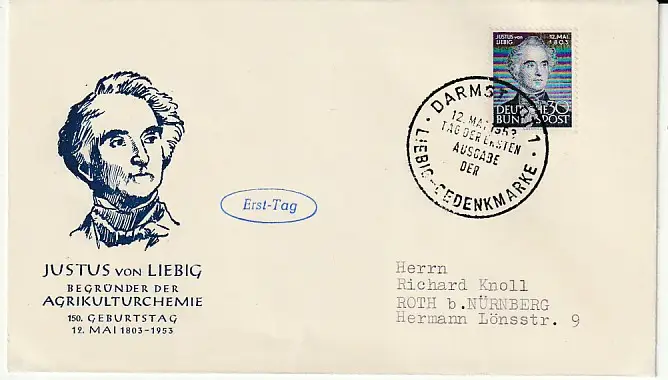 JUSTUS VON LIEBIG
BEGRÜNDER DER
AGRIKULTURCHEMIE
150. GEBURTSTAG
12. MAI 1803-1953
Erst-Tag
JUSTUS VON LIEBIG
12. MAI 1803
DEUTSCHE 30
BUNDESPOST
DARMSTADT 1
12. MAI 1953
TAG DER ERSTEN
AUSGABE
DER
LIEBIG-GEDENKMARKE
Herrn
Richard Knoll
ROTH b.NÜRNBERG
Hermann Lönsstr. 9